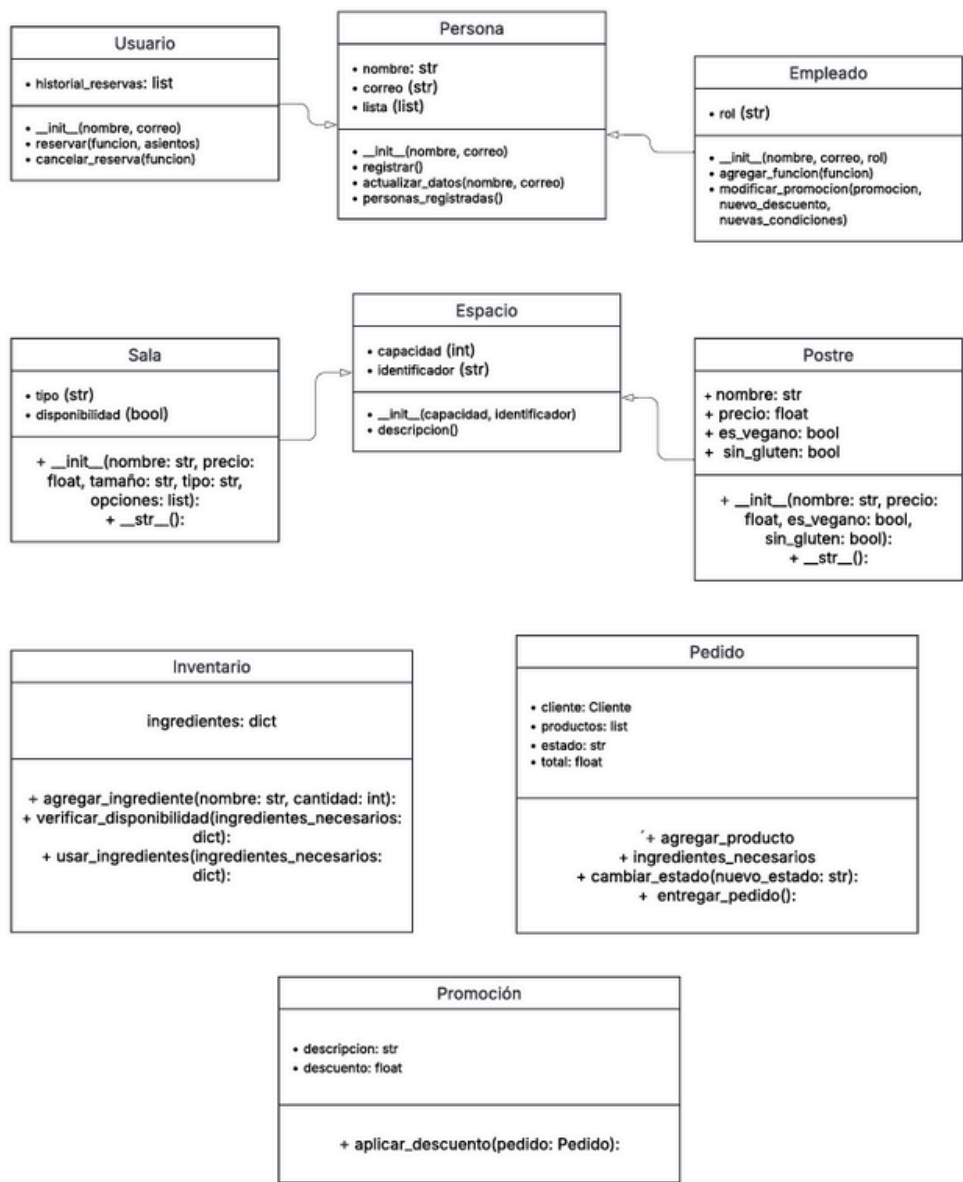 Usuario
• historial_reservas: list
• __init__(nombre, correo)
• reservar(funcion, asientos)
• cancelar_reserva(funcion)
Persona
• nombre: str
• correo (str)
• lista (list)
• __init__(nombre, correo)
• registrar()
• actualizar_datos(nombre, correo)
• personas_registradas()
Empleado
• rol (str)
• __init__(nombre, correo, rol)
• agregar_funcion(funcion)
• modificar_promocion(promocion,
nuevo_descuento,
nuevas_condiciones)
Sala
• tipo (str)
• disponibilidad (bool)
+ __init__(nombre: str, precio:
float, tamaño: str, tipo: str,
opciones: list):
+ __str__():
Espacio
• capacidad (int)
• identificador (str)
• __init__(capacidad, identificador)
• descripcion()
Postre
+ nombre: str
+ precio: float
+ es_vegano: bool
+ sin_gluten: bool
+ __init__(nombre: str, precio:
float, es_vegano: bool,
sin_gluten: bool):
+ __str__():
Inventario
ingredientes: dict
+ agregar_ingrediente(nombre: str, cantidad: int):
+ verificar_disponibilidad(ingredientes_necesarios:
dict):
+ usar_ingredientes(ingredientes_necesarios:
dict):
Pedido
• cliente: Cliente
• productos: list
• estado: str
• total: float
´+ agregar_producto
+ ingredientes_necesarios
+ cambiar_estado(nuevo_estado: str):
+ entregar_pedido():
Promoción
• descripcion: str
• descuento: float
+ aplicar_descuento(pedido: Pedido):